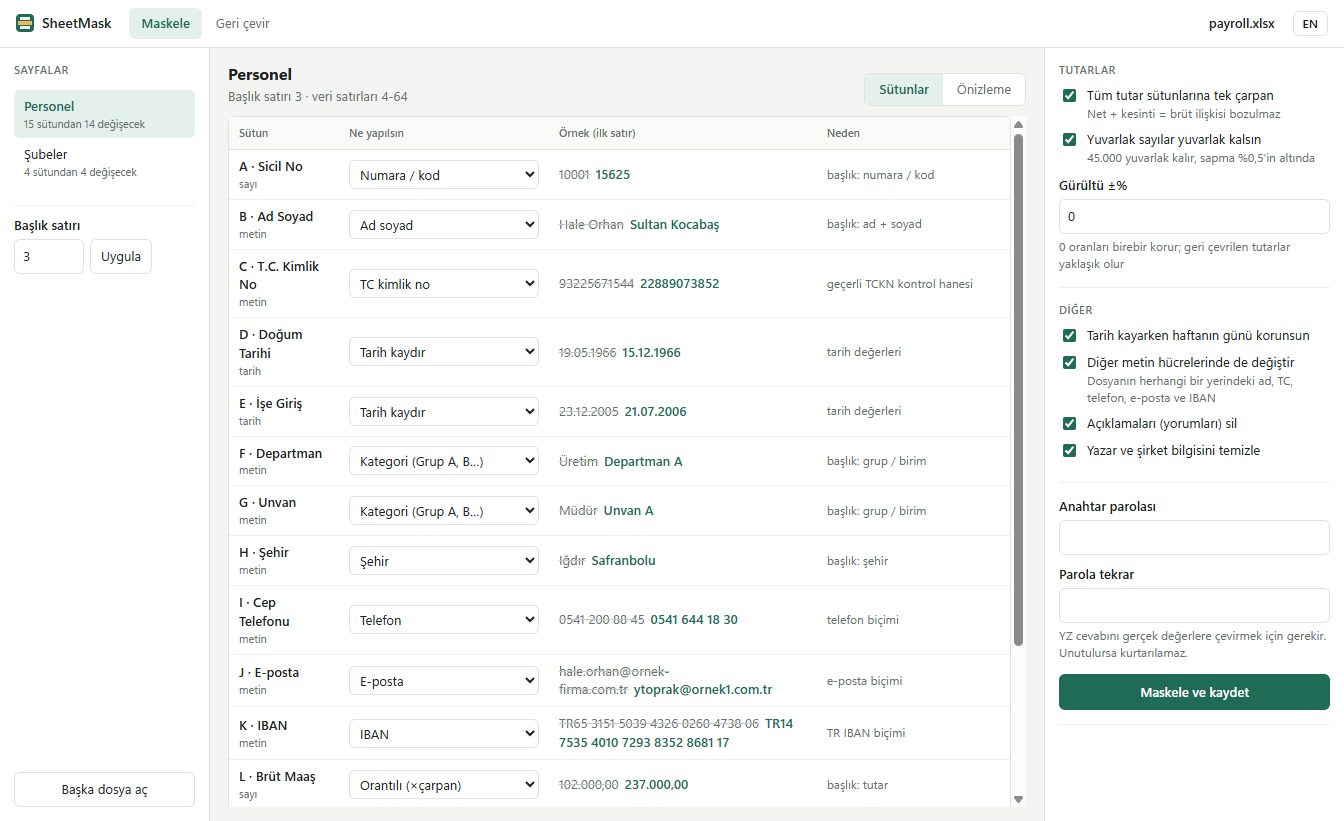 SheetMask
Maskele
Geri çevir
payroll.xlsx
EN
SAYFALAR
Personel
15 sütundan 14 değişecek
Şubeler
4 sütundan 4 değişecek
Başlık satırı
3
Uygula
Başka dosya aç
Personel
Başlık satırı 3 · veri satırları 4-64
Sütunlar
Önizleme
Sütun
Ne yapılsın
Örnek (ilk satır)
Neden
A · Sicil No
sayı
Numara / kod
10001 15625
başlık: numara / kod
B · Ad Soyad
metin
Ad soyad
Hale Orhan Sultan Kocabaş
başlık: ad + soyad
C · T.C. Kimlik
No
metin
TC kimlik no
93225671544 22889073852
geçerli TCKN kontrol hanesi
D · Doğum
Tarihi
tarih
Tarih kaydır
19.05.1966 15.12.1966
tarih değerleri
E · İşe Giriş
tarih
Tarih kaydır
23.12.2005 21.07.2006
tarih değerleri
F · Departman
metin
Kategori (Grup A, B...)
Üretim Departman A
başlık: grup / birim
G · Unvan
metin
Kategori (Grup A, B...)
Müdür Unvan A
başlık: grup / birim
H · Şehir
metin
Şehir
Iğdır Safranbolu
başlık: şehir
I · Cep
Telefonu
metin
Telefon
0541 200 88 45 0541 644 18 30
telefon biçimi
J · E-posta
metin
E-posta
hale.orhan@ornek-
firma.com.tr ytoprak@ornek1.com.tr
e-posta biçimi
K · IBAN
metin
IBAN
TR65 3151 5039 4326 0260 4738 06 TR14
7535 4010 7293 8352 8681 17
TR IBAN biçimi
L · Brüt Maaş
sayı
Orantılı (×çarpan)
102.000,00 237.000,00
başlık: tutar
TUTARLAR
Tüm tutar sütunlarına tek çarpan
Net + kesinti = brüt ilişkisi bozulmaz
Yuvarlak sayılar yuvarlak kalsın
45.000 yuvarlak kalır, sapma %0,5'in altında
Gürültü ±%
0
0 oranları birebir korur; geri çevrilen tutarlar
yaklaşık olur
DİĞER
Tarih kayarken haftanın günü korunsun
Diğer metin hücrelerinde de değiştir
Dosyanın herhangi bir yerindeki ad, TC,
telefon, e-posta ve IBAN
Açıklamaları (yorumları) sil
Yazar ve şirket bilgisini temizle
Anahtar parolası
Parola tekrar
YZ cevabını gerçek değerlere çevirmek için gerekir.
Unutulursa kurtarılamaz.
Maskele ve kaydet